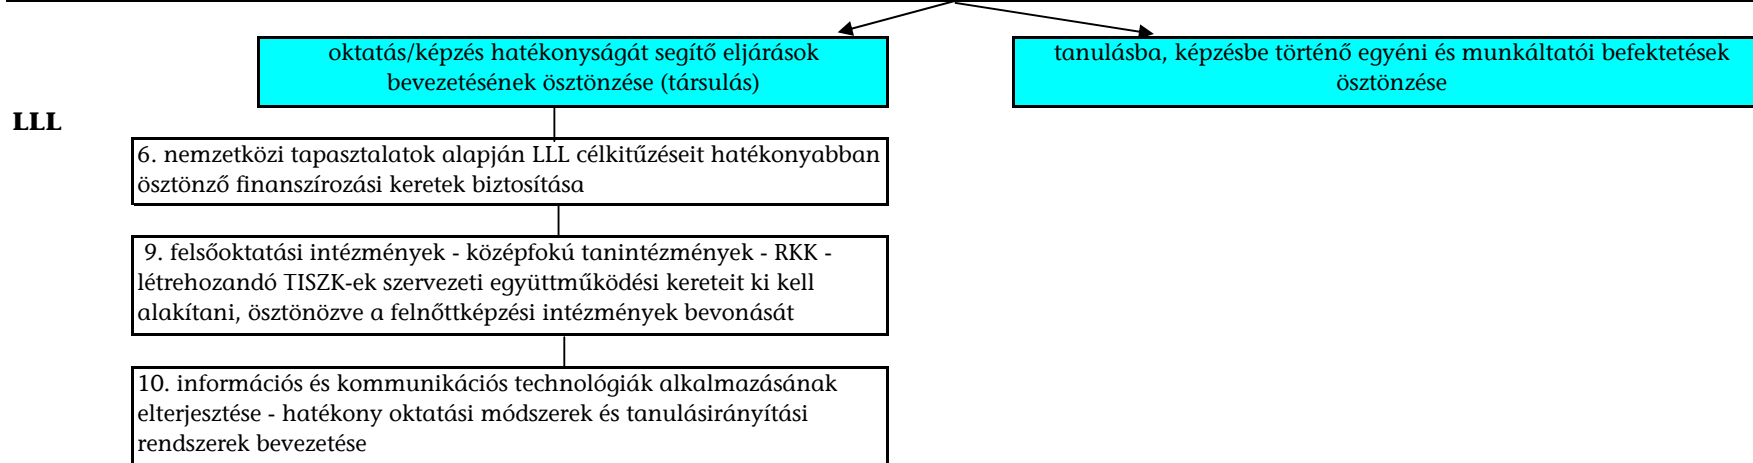 oktatás/képzés hatékonyságát segítő eljárások
bevezetésének ösztönzése (társulás)
tanulásba, képzésbe történő egyéni és munkáltatói befektetések
ösztönzése
LLL
6. nemzetközi tapasztalatok alapján LLL célkitűzéseit hatékonyabban
ösztönző finanszírozási keretek biztosítása
9. felsőoktatási intézmények - középfokú tanintézmények - RKK -
létrehozandó TISZK-ek szervezeti együttműködési kereteit ki kell
alakítani, ösztönözve a felnőttképzési intézmények bevonását
10. információs és kommunikációs technológiák alkalmazásának
elterjesztése - hatékony oktatási módszerek és tanulásirányítási
rendszerek bevezetése